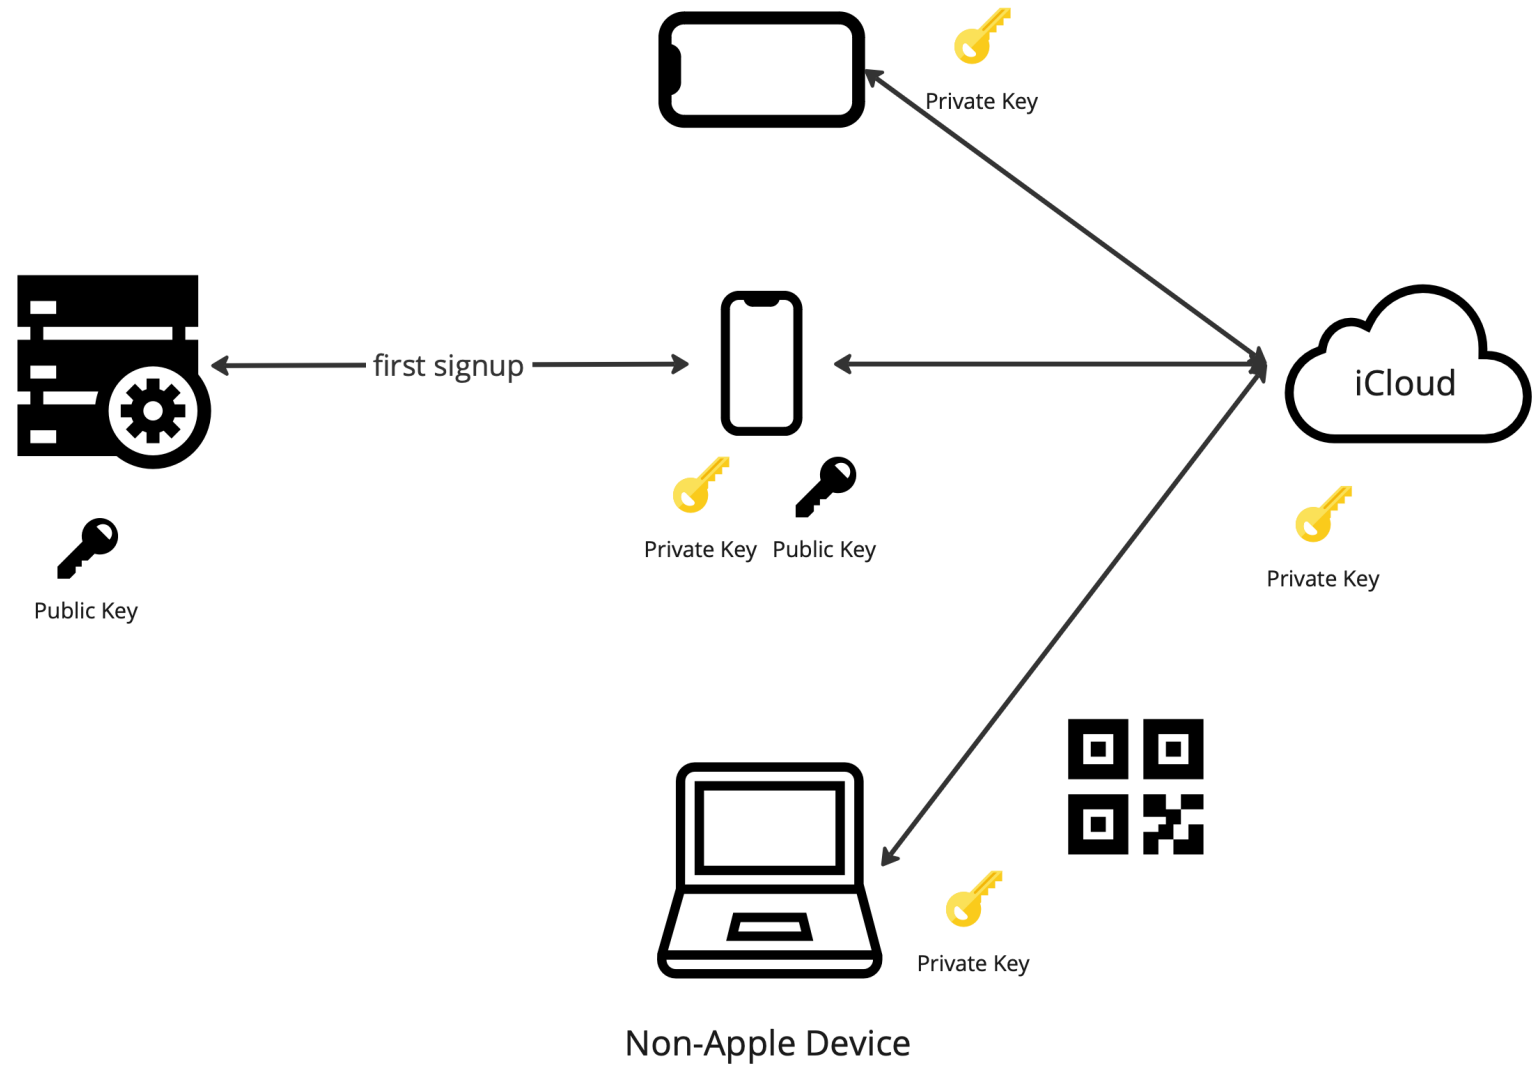 Private Key
first signup
iCloud
Private Key
Public Key
Private Key
Public Key
Private Key
Non-Apple Device